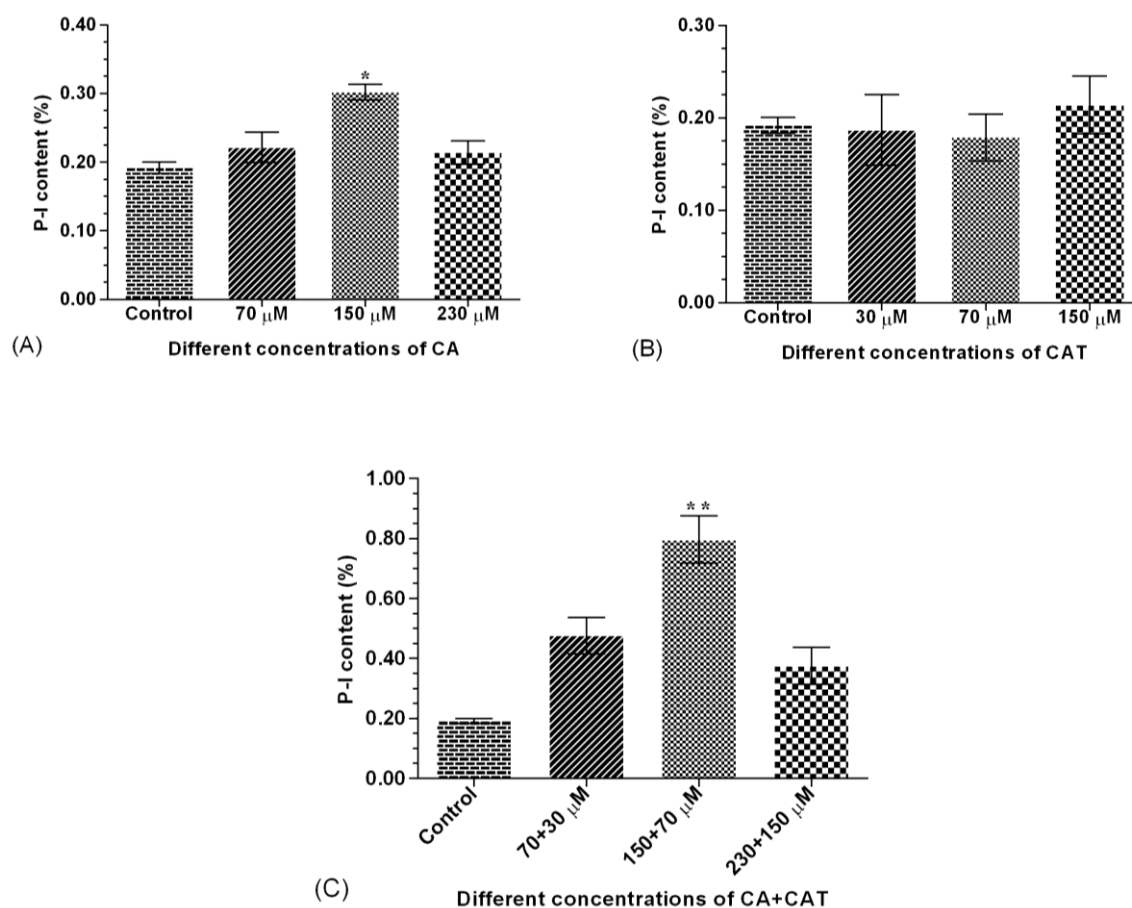 P-I content (%)
0.40
0.30
0.20
0.10
0.00
*
Control 70 μM 150 μM 230 μM
(A)
Different concentrations of CA
P-I content (%)
0.30
0.20
0.10
0.00
Control 30 μM 70 μM 150 μM
(B)
Different concentrations of CAT
P-I content (%)
1.00
0.80
0.60
0.40
0.20
0.00
**
Control 70+30 μM 150+70 μM 230+150 μM
(C)
Different concentrations of CA+CAT